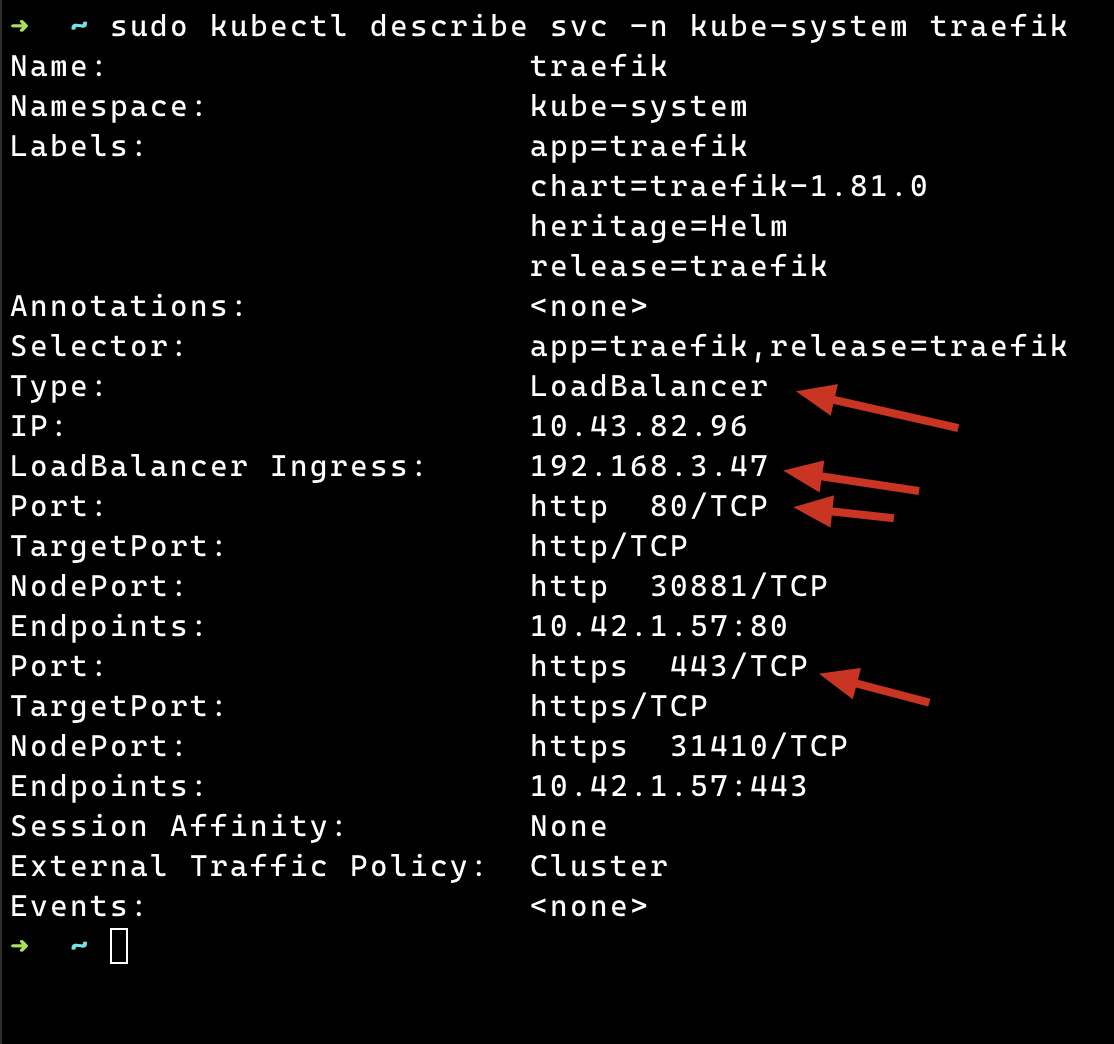 ➜ ~ sudo kubectl describe svc -n kube-system traefik
Name: traefik
Namespace: kube-system
Labels: app=traefik
chart=traefik-1.81.0
heritage=Helm
release=traefik
Annotations: <none>
Selector: app=traefik,release=traefik
Type: LoadBalancer
IP: 10.43.82.96
LoadBalancer Ingress: 192.168.3.47
Port: http 80/TCP
TargetPort: http/TCP
NodePort: http 30881/TCP
Endpoints: 10.42.1.57:80
Port: https 443/TCP
TargetPort: https/TCP
NodePort: https 31410/TCP
Endpoints: 10.42.1.57:443
Session Affinity: None
External Traffic Policy: Cluster
Events: <none>
➜ ~